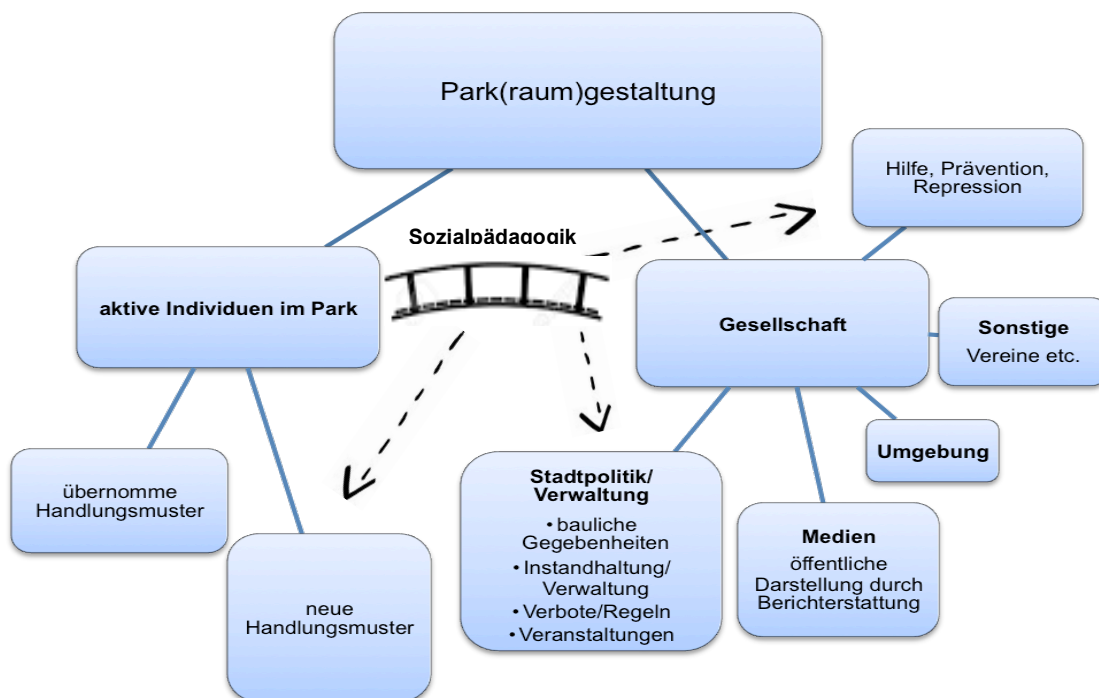 Park(raum)gestaltung
Hilfe, Prävention,
Repression
Sozialpädagogik
aktive Individuen im Park
Gesellschaft
Sonstige
Vereine etc.
Umgebung
übernomme
Handlungsmuster
neue
Handlungsmuster
Stadtpolitik/
Verwaltung
• bauliche
Gegebenheiten
• Instandhaltung/
Verwaltung
• Verbote/Regeln
• Veranstaltungen
Medien
öffentliche
Darstellung durch
Berichterstattung